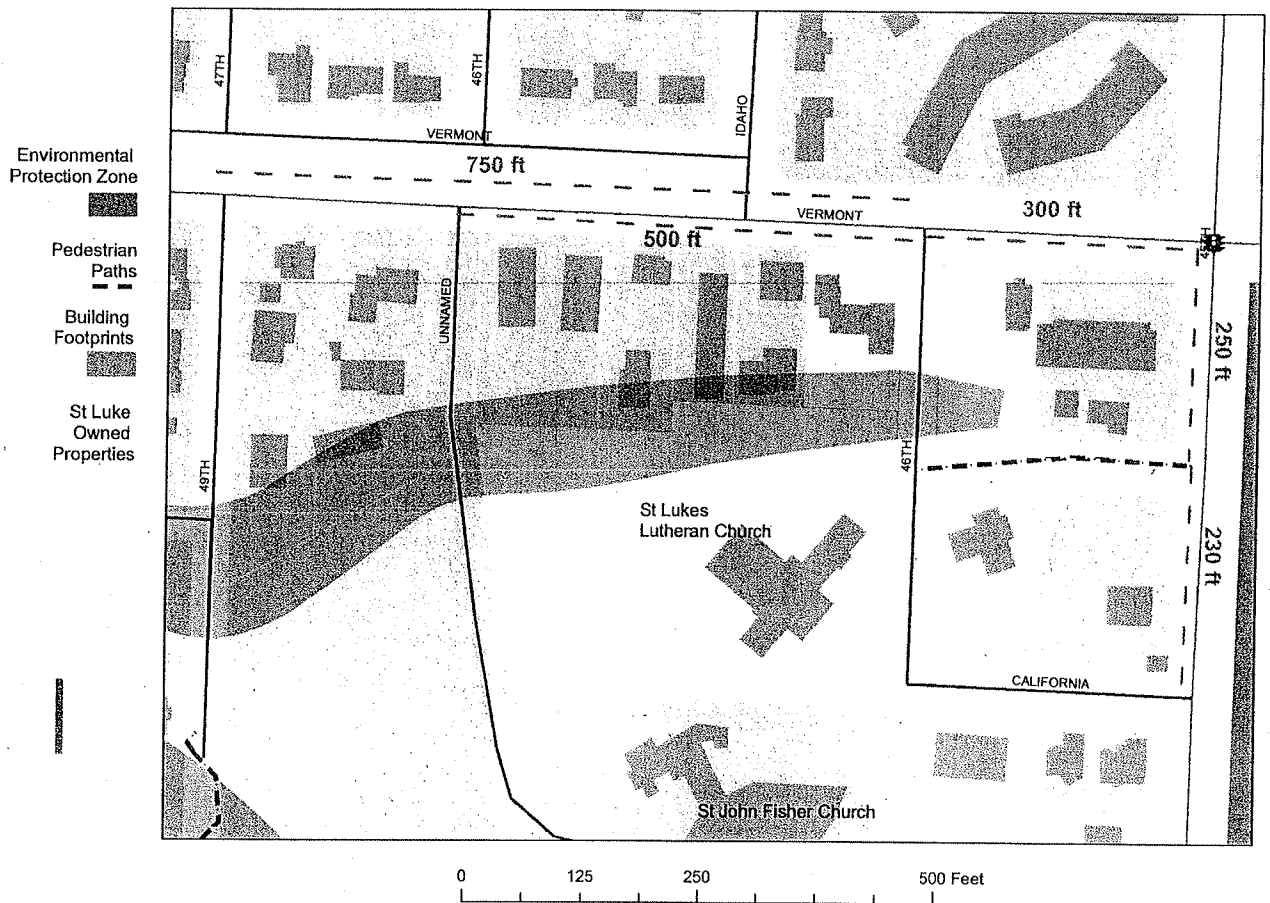 47TH
46TH
IDAHO
VERMONT
750 ft
VERMONT
300 ft
500 ft
Environmental
Protection Zone
Pedestrian
Paths
Building
Footprints
St Luke
Owned
Properties
UNNAMED
49TH
46TH
250 ft
230 ft
St Lukes
Lutheran Church
CALIFORNIA
St John Fisher Church
0 125 250 500 Feet